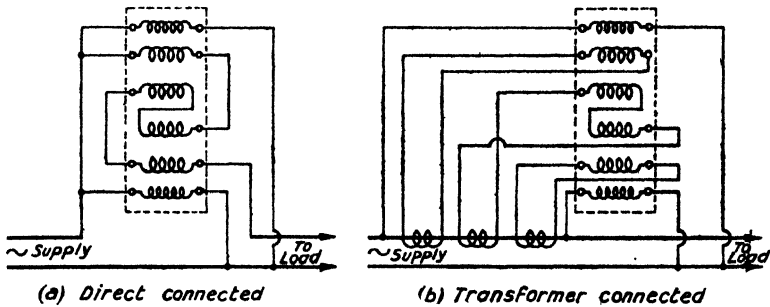 ~ Supply
To
Load
~ Supply
To
Load
(a) Direct connected
(b) Transformer connected